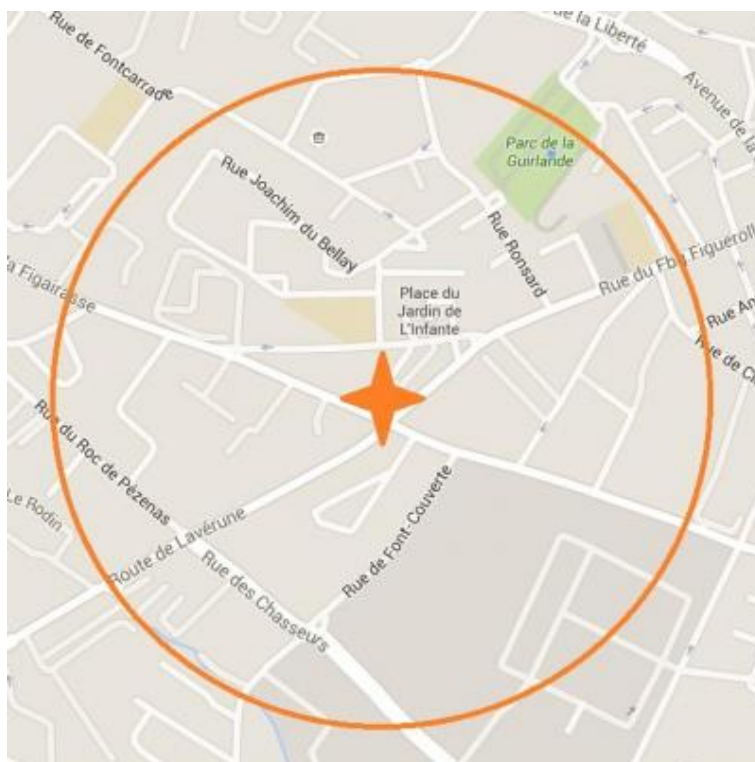 de la Liberté
Rue de Fontcarrade
Avenue de la
Parc de la
Guirlande
Rue Joachim du Bellay
Rue Ronsard
Rue du Fbg Figueroll
la Figairasse
Place du
Jardin de
L'Infante
Rue An
Rue de Ci
Rue du Roc de Pézenas
Le Rodin
Route de Lavérune
Rue de Font-Couverte
Rue des Chasseurs